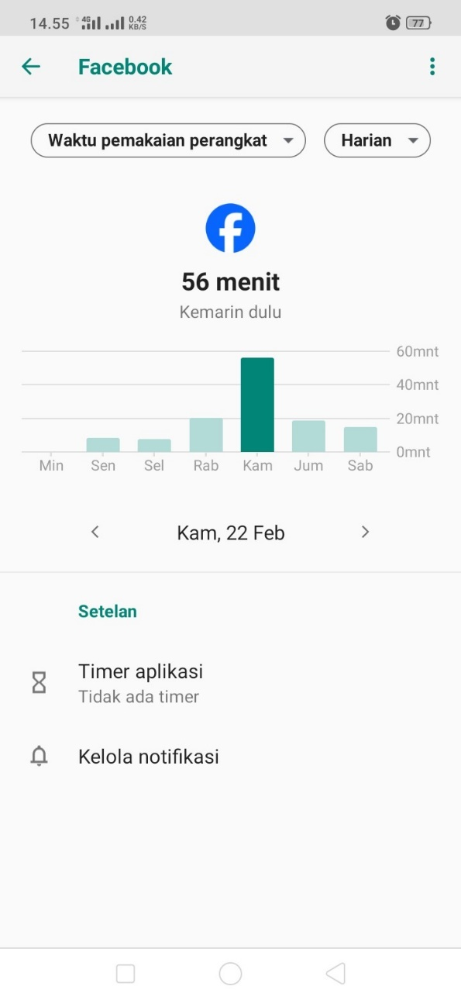 14.55 4G 0.42 KB/S 77
Facebook
Waktu pemakaian perangkat Harian
56 menit
Kemarin dulu
60mnt
40mnt
20mnt
0mnt
Min Sen Sel Rab Kam Jum Sab
Kam, 22 Feb
Setelan
Timer aplikasi
Tidak ada timer
Kelola notifikasi